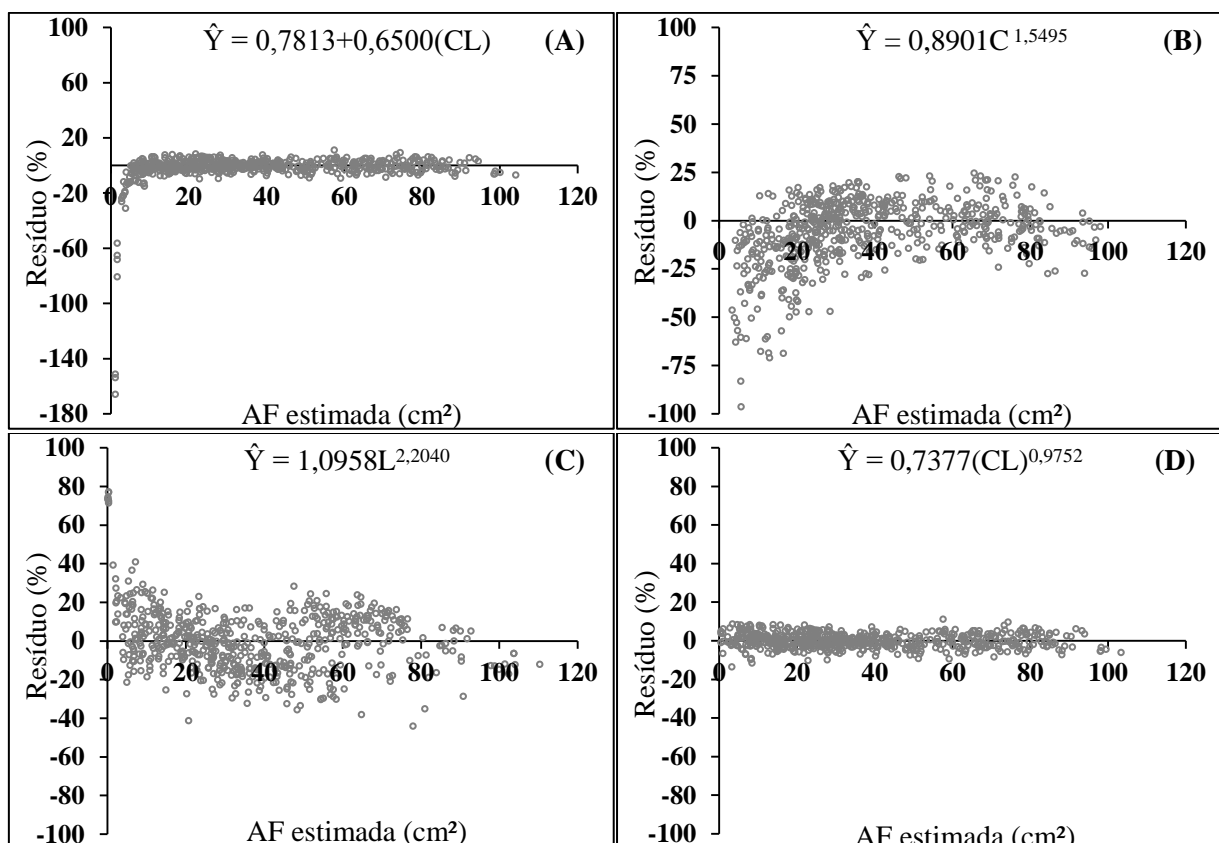 Ŷ = 0,7813+0,6500(CL) (A)
100
60
20
-20
-60
-100
-140
-180
0 20 40 60 80 100 120
Resíduo (%)
AF estimada (cm²)
Ŷ = 0,8901C 1,5495 (B)
100
75
50
25
0
-25
-50
-75
-100
0 20 40 60 80 100 120
Resíduo (%)
AF estimada (cm²)
Ŷ = 1,0958L2,2040 (C)
100
80
60
40
20
0
-20
-40
-60
-80
-100
0 20 40 60 80 100 120
Resíduo (%)
AF estimada (cm²)
Ŷ = 0,7377(CL)0,9752 (D)
100
80
60
40
20
0
-20
-40
-60
-80
-100
0 20 40 60 80 100 120
Resíduo (%)
AF estimada (cm²)